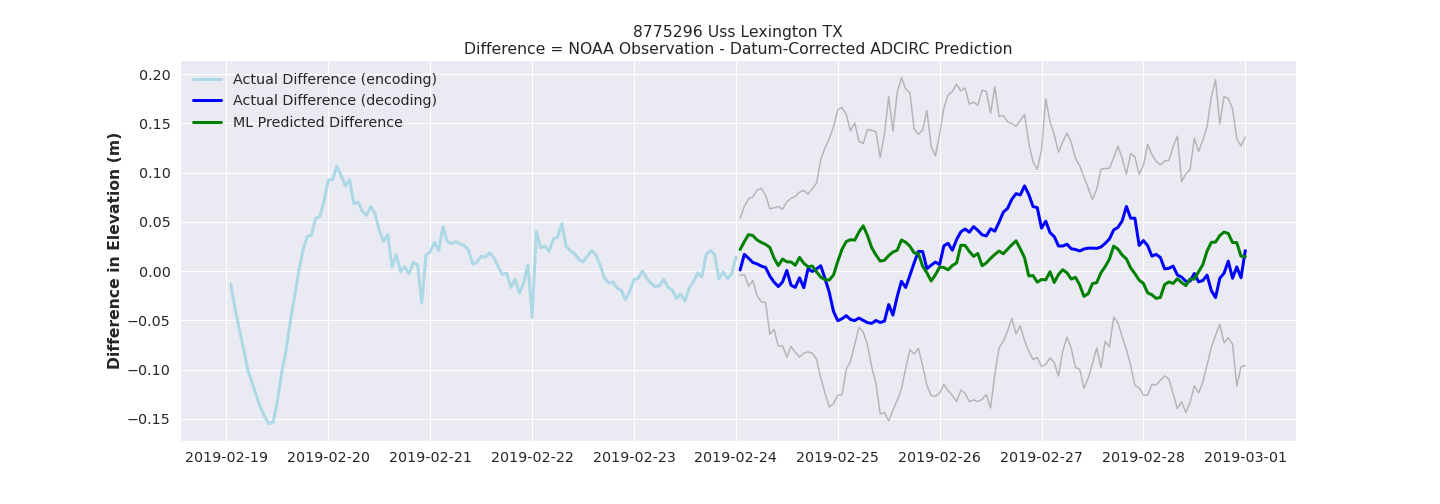 8775296 Uss Lexington TX
Difference = NOAA Observation - Datum-Corrected ADCIRC Prediction
Difference in Elevation (m)
0.20
0.15
0.10
0.05
0.00
−0.05
−0.10
−0.15
Actual Difference (encoding)
Actual Difference (decoding)
ML Predicted Difference
2019-02-19 2019-02-20 2019-02-21 2019-02-22 2019-02-23 2019-02-24 2019-02-25 2019-02-26 2019-02-27 2019-02-28 2019-03-01